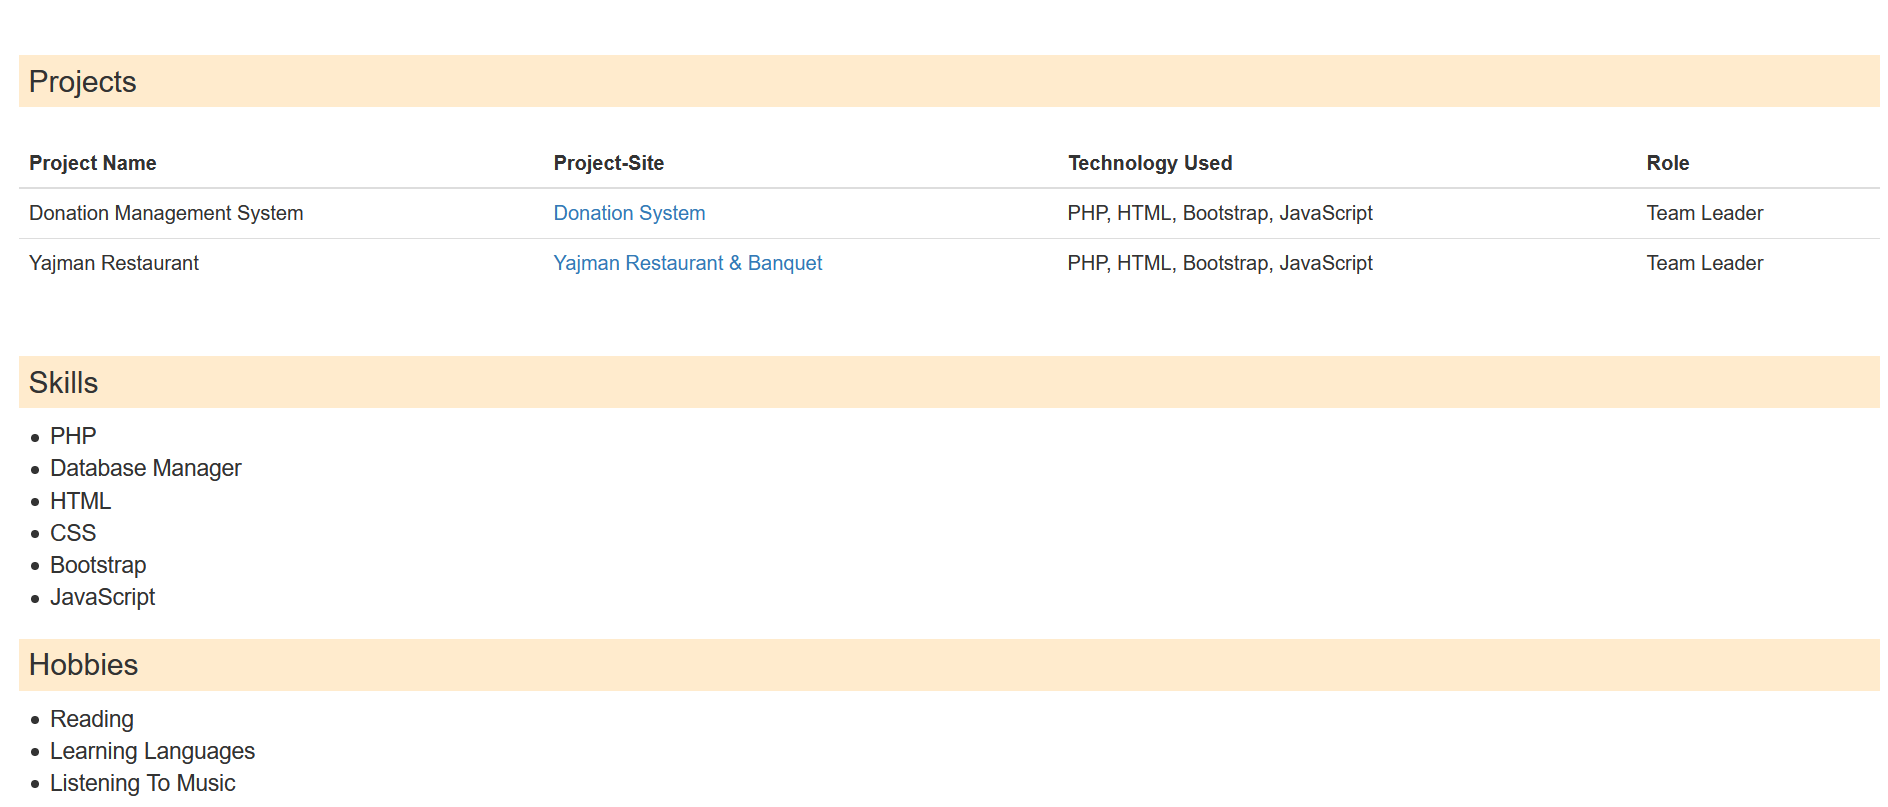 Projects
Project Name Project-Site Technology Used Role
Donation Management System Donation System PHP, HTML, Bootstrap, JavaScript Team Leader
Yajman Restaurant Yajman Restaurant & Banquet PHP, HTML, Bootstrap, JavaScript Team Leader
Skills
PHP
Database Manager
HTML
CSS
Bootstrap
JavaScript
Hobbies
Reading
Learning Languages
Listening To Music